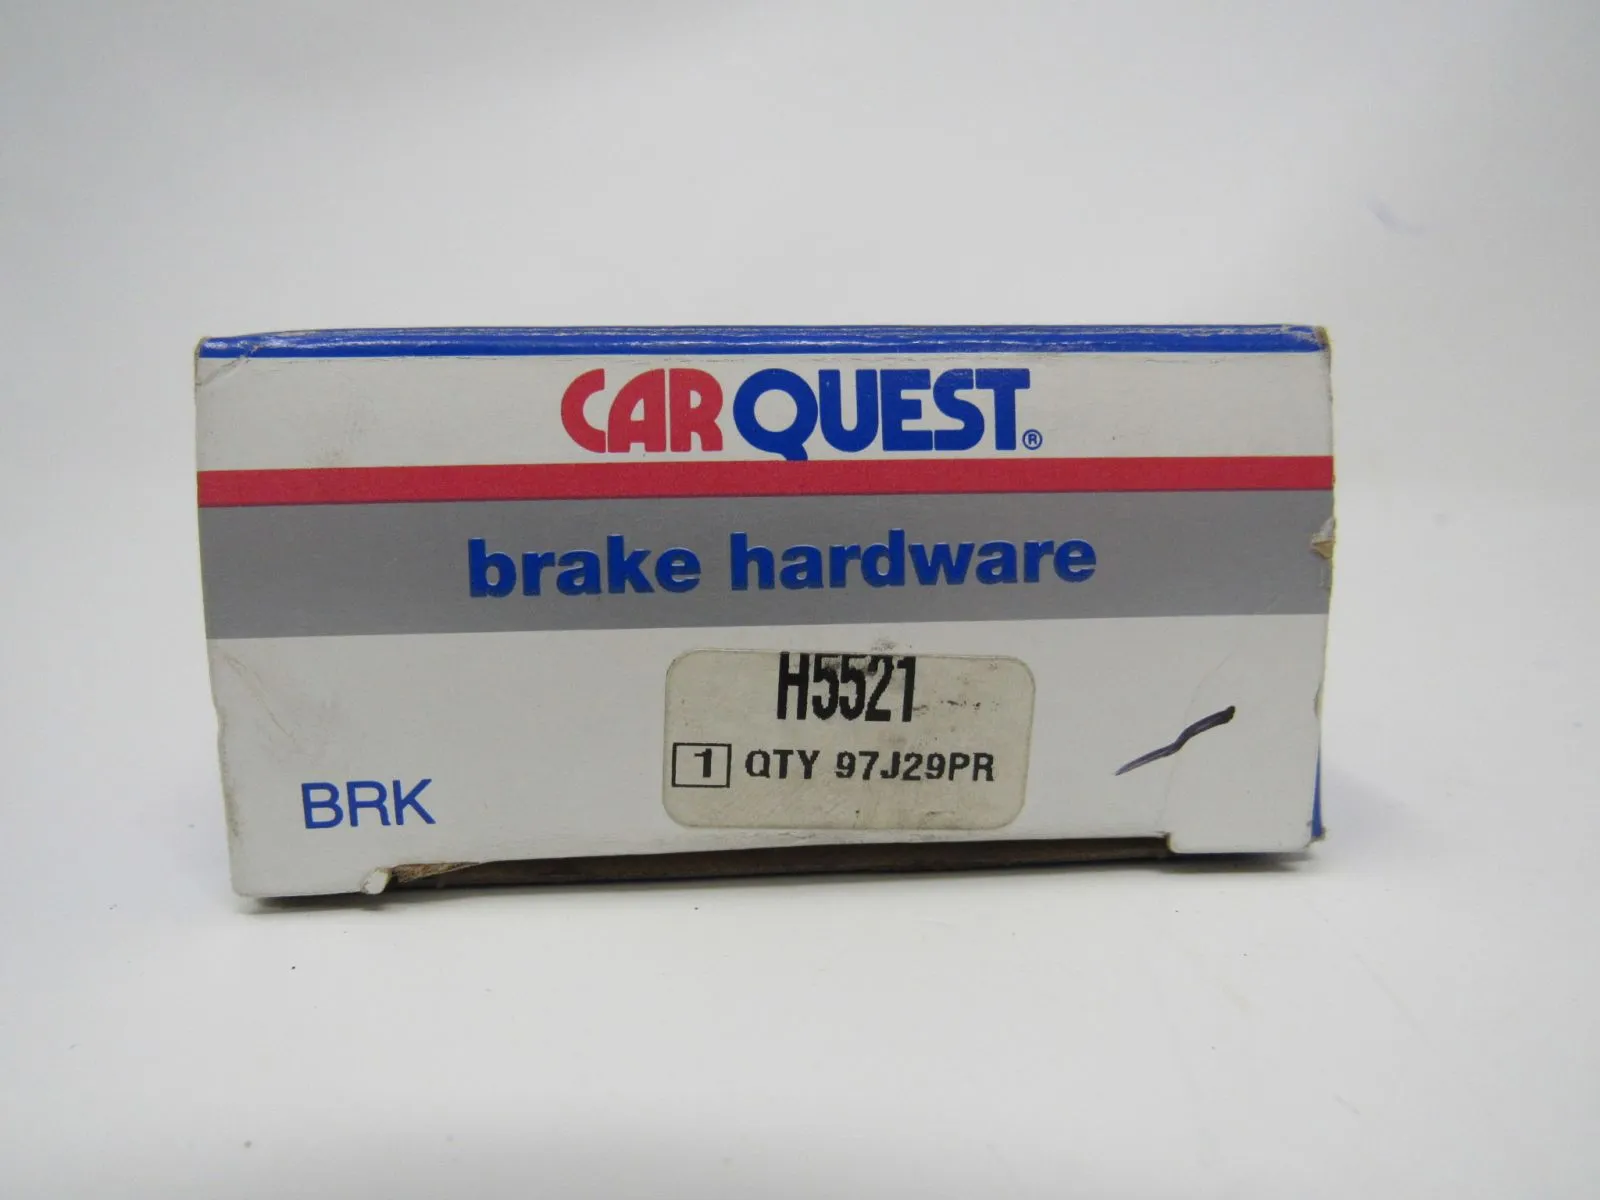 CARQUEST®
brake hardware
H5521
1 QTY 97J29PR
BRK